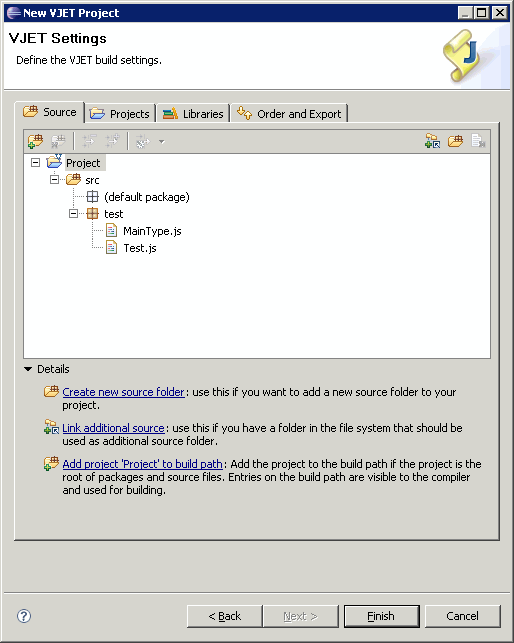 New VJET Project
VJET Settings
Define the VJET build settings.
Source
Projects
Libraries
Order and Export
Project
src
(default package)
test
MainType.js
Test.js
Details
Create new source folder: use this if you want to add a new source folder to your
project.
Link additional source: use this if you have a folder in the file system that should be
used as additional source folder.
Add project 'Project' to build path: Add the project to the build path if the project is the
root of packages and source files. Entries on the build path are visible to the compiler
and used for building.
< Back
Next >
Finish
Cancel